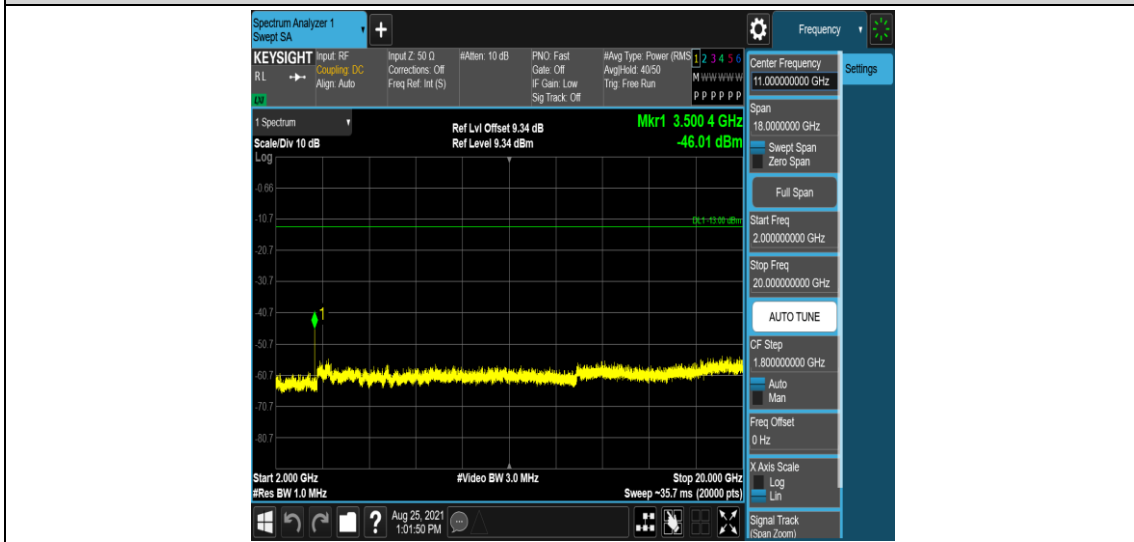 Spectrum Analyzer 1
Swept SA
+
Frequency
KEYSIGHT
RL
Input: RF
Coupling: DC
Align: Auto
Input Z: 50 Ω
Corrections: Off
Freq Ref: Int (S)
#Atten: 10 dB
PNO: Fast
Gate: Off
IF Gain: Low
Sig Track: Off
#Avg Type: Power (RMS
Avg|Hold: 40/50
Trig: Free Run
1 2 3 4 5 6
M W W W W W
P P P P P P
1 Spectrum
Scale/Div 10 dB
Log
Ref Lvl Offset 9.34 dB
Ref Level 9.34 dBm
Mkr1 3.500 4 GHz
-46.01 dBm
-0.66
-10.7
DL1 -13.00 dBm
-20.7
-30.7
-40.7
1
-50.7
-60.7
-70.7
-80.7
Start 2.000 GHz
#Res BW 1.0 MHz
#Video BW 3.0 MHz
Stop 20.000 GHz
Sweep ~35.7 ms (20000 pts)
?
Aug 25, 2021
1:01:50 PM
Center Frequency
11.000000000 GHz
Settings
Span
18.0000000 GHz
Swept Span
Zero Span
Full Span
Start Freq
2.000000000 GHz
Stop Freq
20.000000000 GHz
AUTO TUNE
CF Step
1.800000000 GHz
Auto
Man
Freq Offset
0 Hz
X Axis Scale
Log
Lin
Signal Track
(Span Zoom)